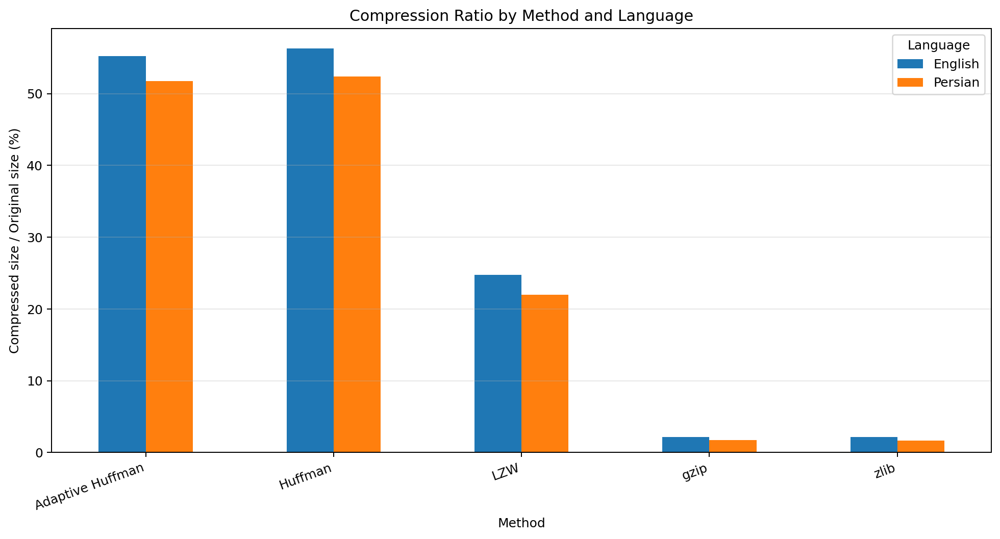 Compression Ratio by Method and Language
Language
English
Persian
Compressed size / Original size (%)
50
40
30
20
10
0
Adaptive Huffman
Huffman
LZW
gzip
zlib
Method